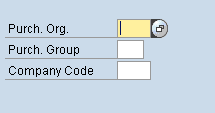 Purch. Org.
Purch. Group
Company Code